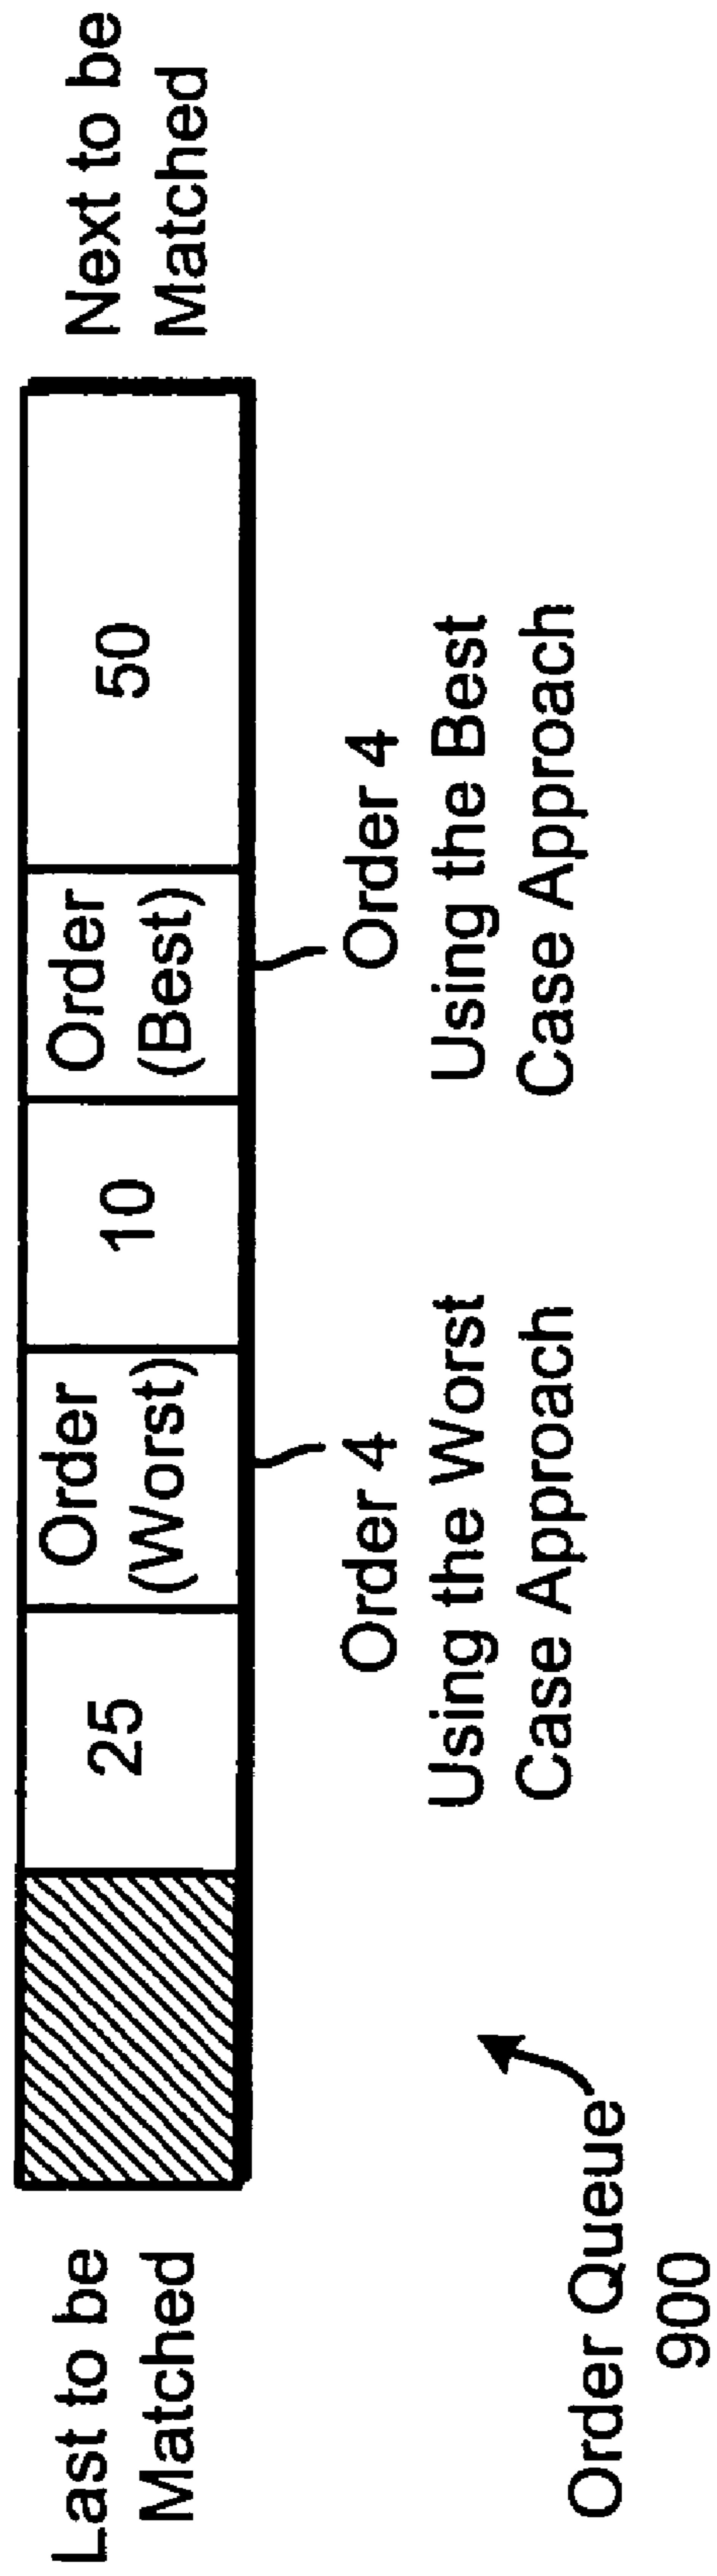 Last to be
Matched
25
Order
(Worst)
10
Order
(Best)
50
Next to be
Matched
Order 4
Using the Worst
Case Approach
Order 4
Using the Best
Case Approach
Order Queue
900